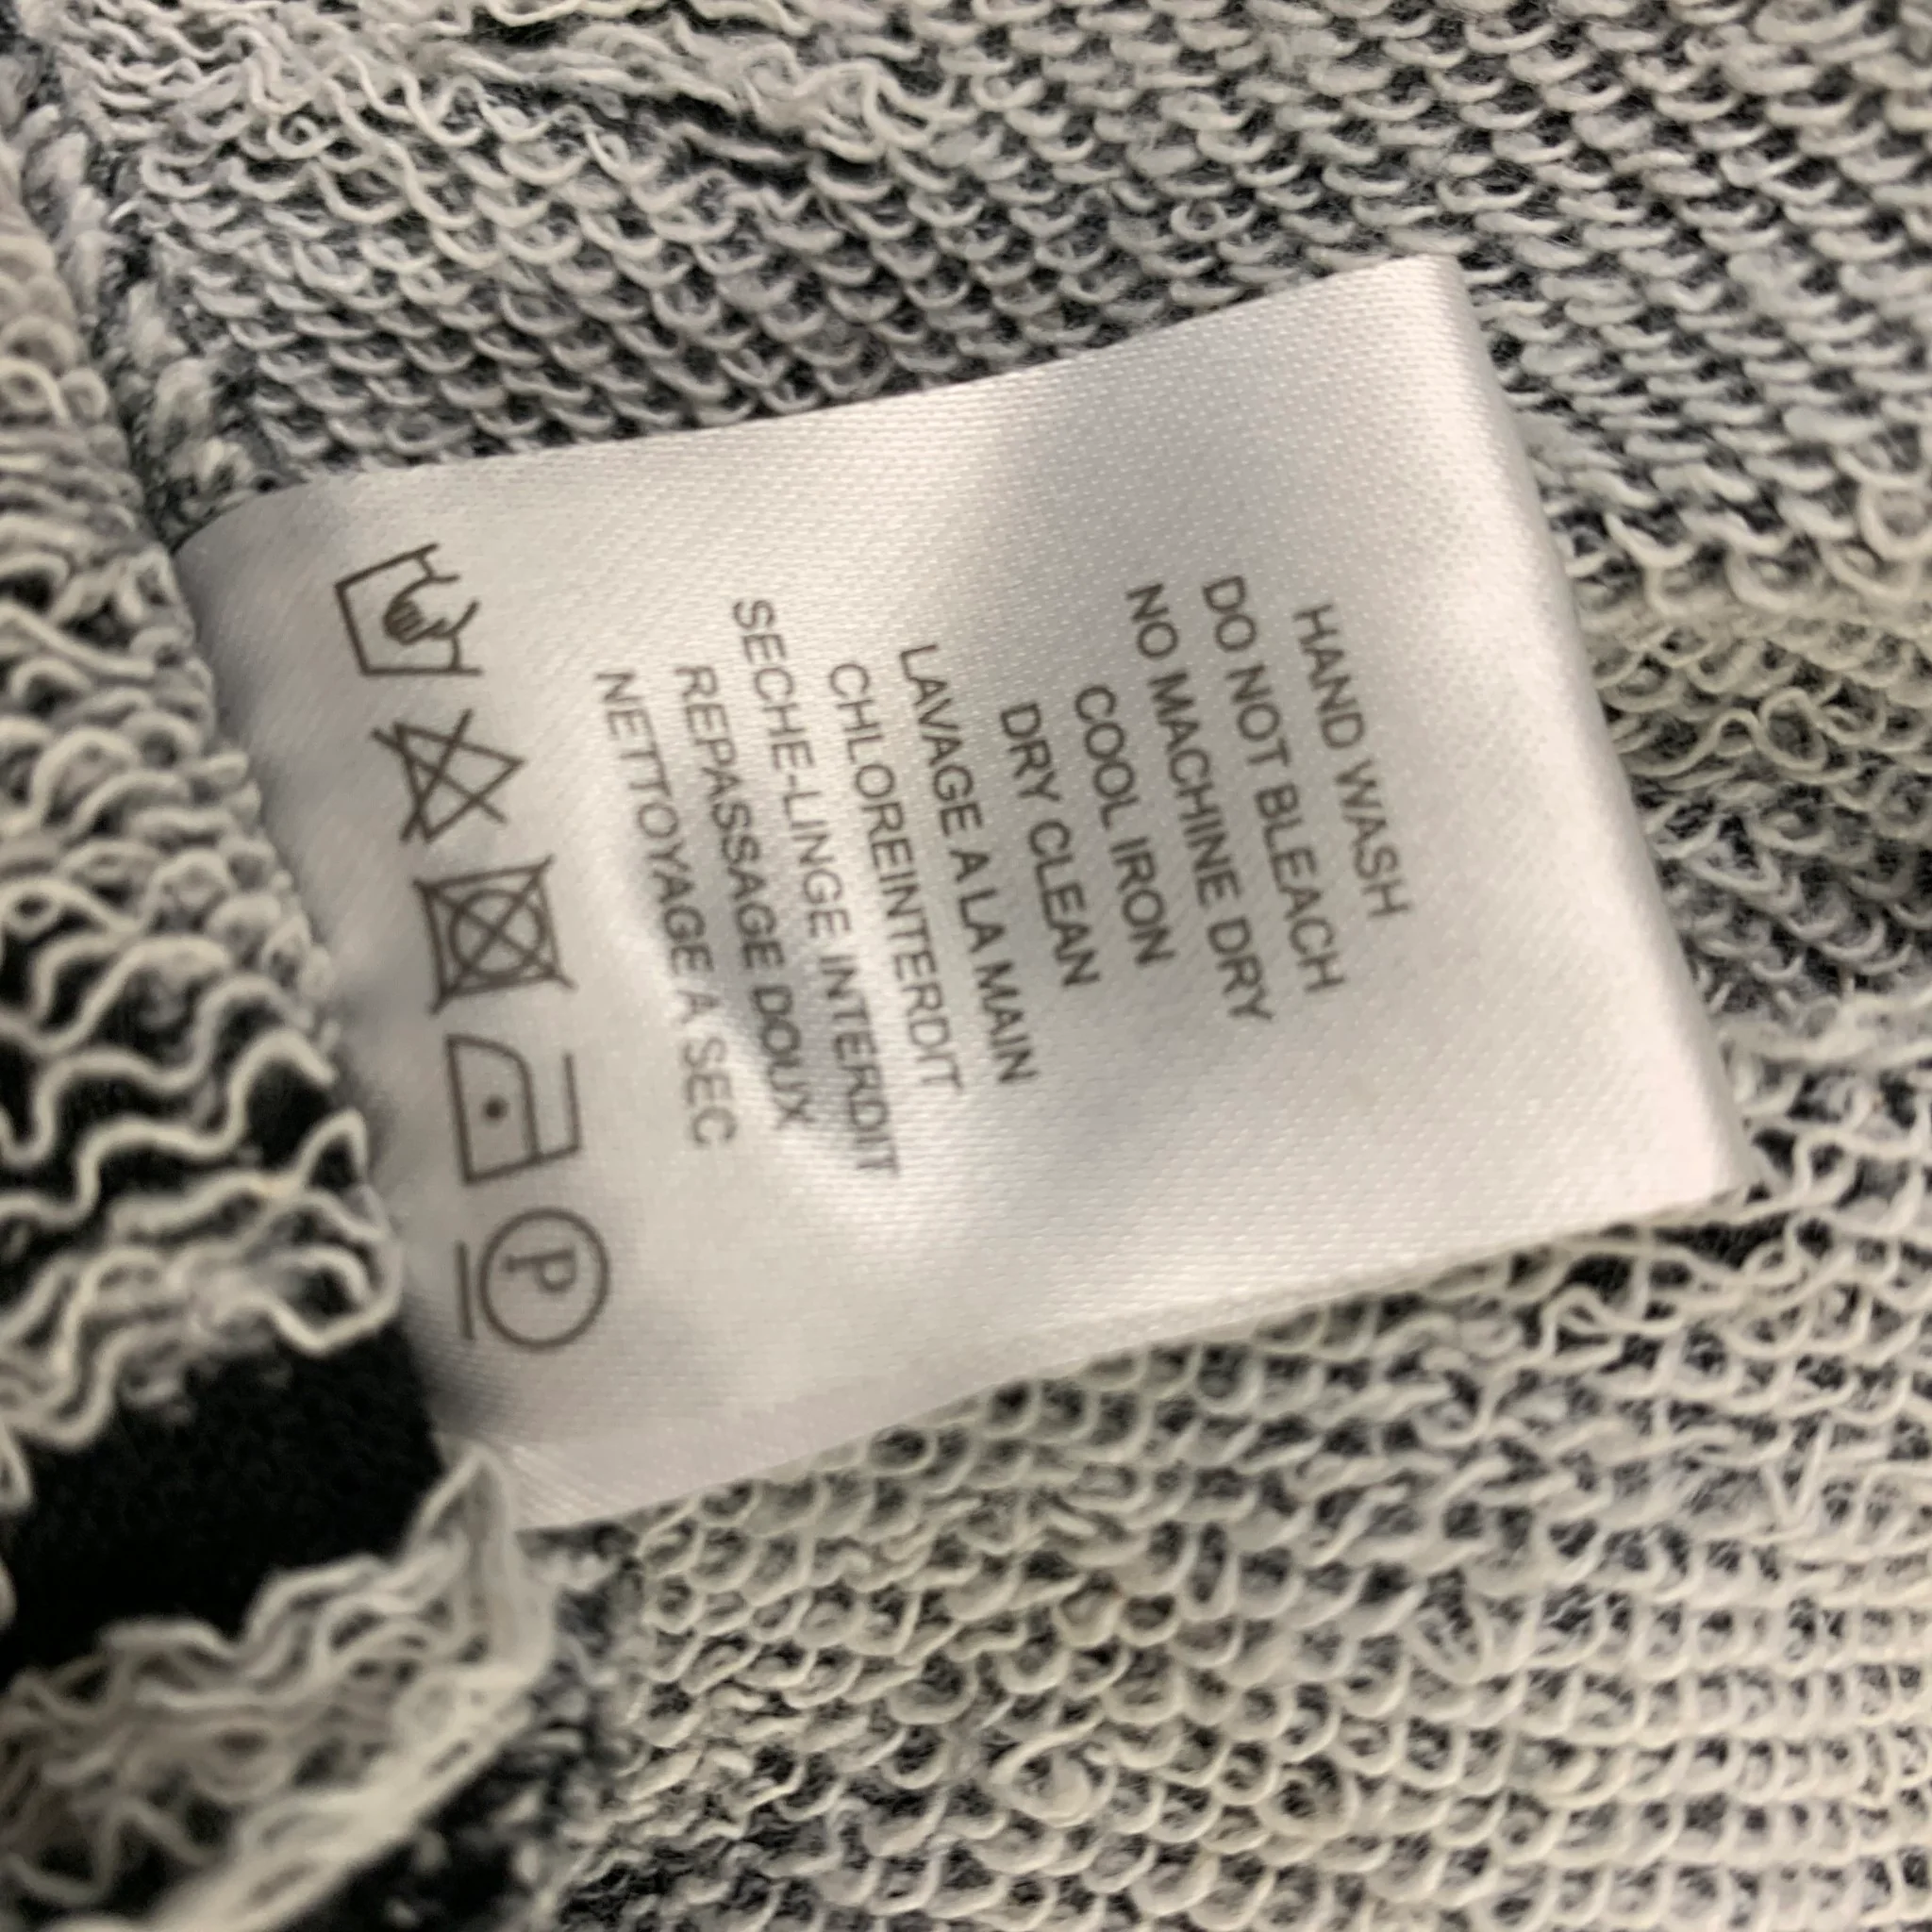 HAND WASH
DO NOT BLEACH
NO MACHINE DRY
COOL IRON
DRY CLEAN
LAVAGE A LA MAIN
CHLOREINTERDIT
SECHE-LINGE INTERDIT
REPASSAGE DOUX
NETTOYAGE A SEC
P